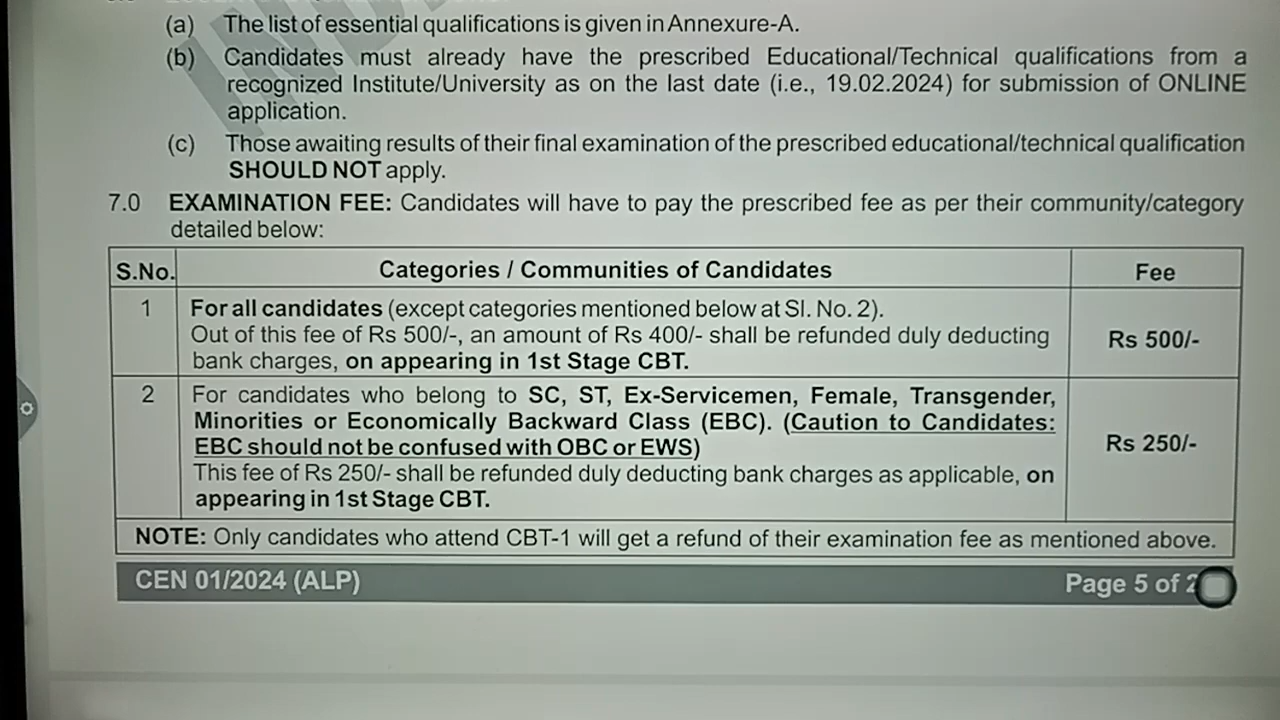 (a) The list of essential qualifications is given in Annexure-A.
(b) Candidates must already have the prescribed Educational/Technical qualifications from a
recognized Institute/University as on the last date (i.e., 19.02.2024) for submission of ONLINE
application.
(c) Those awaiting results of their final examination of the prescribed educational/technical qualification
SHOULD NOT apply.
7.0 EXAMINATION FEE: Candidates will have to pay the prescribed fee as per their community/category
detailed below:
S.No. Categories / Communities of Candidates Fee
1 For all candidates (except categories mentioned below at Sl. No. 2).
Out of this fee of Rs 500/-, an amount of Rs 400/- shall be refunded duly deducting
bank charges, on appearing in 1st Stage CBT.
Rs 500/-
2 For candidates who belong to SC, ST, Ex-Servicemen, Female, Transgender,
Minorities or Economically Backward Class (EBC). (Caution to Candidates:
EBC should not be confused with OBC or EWS)
This fee of Rs 250/- shall be refunded duly deducting bank charges as applicable, on
appearing in 1st Stage CBT.
Rs 250/-
NOTE: Only candidates who attend CBT-1 will get a refund of their examination fee as mentioned above.
CEN 01/2024 (ALP) Page 5 of